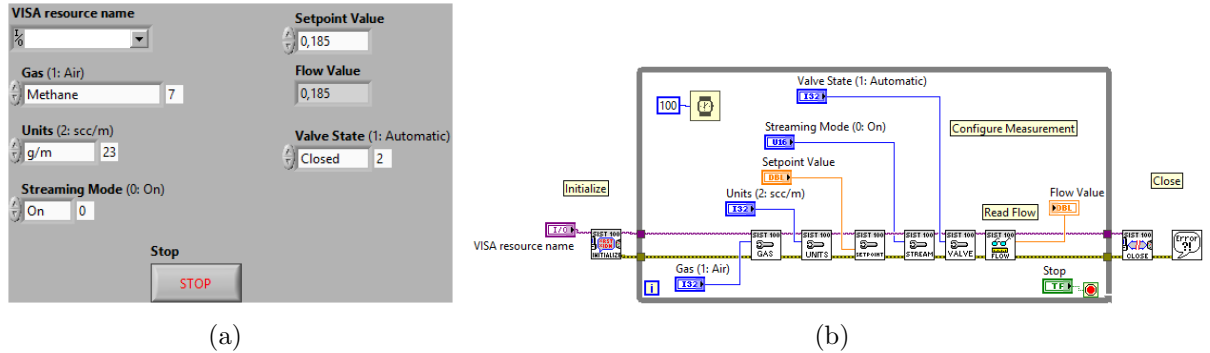 VISA resource name
I/O
Setpoint Value
0,185
Gas (1: Air)
Methane 7
Flow Value
0,185
Units (2: scc/m)
g/m 23
Valve State (1: Automatic)
Closed 2
Streaming Mode (0: On)
On 0
Stop
STOP
(a)
Valve State (1: Automatic)
I32
100
Streaming Mode (0: On)
U16
Configure Measurement
Setpoint Value
DBL
Initialize
Units (2: scc/m)
I32
Read Flow
Flow Value
DBL
Close
I/O
VISA resource name
SIST 100
INITIALIZE
SIST 100
GAS
SIST 100
UNITS
SIST 100
SETPOINT
SIST 100
STREAM
SIST 100
VALVE
SIST 100
FLOW
SIST 100
CLOSE
Error
?!
Gas (1: Air)
I32
i
Stop
TF
(b)